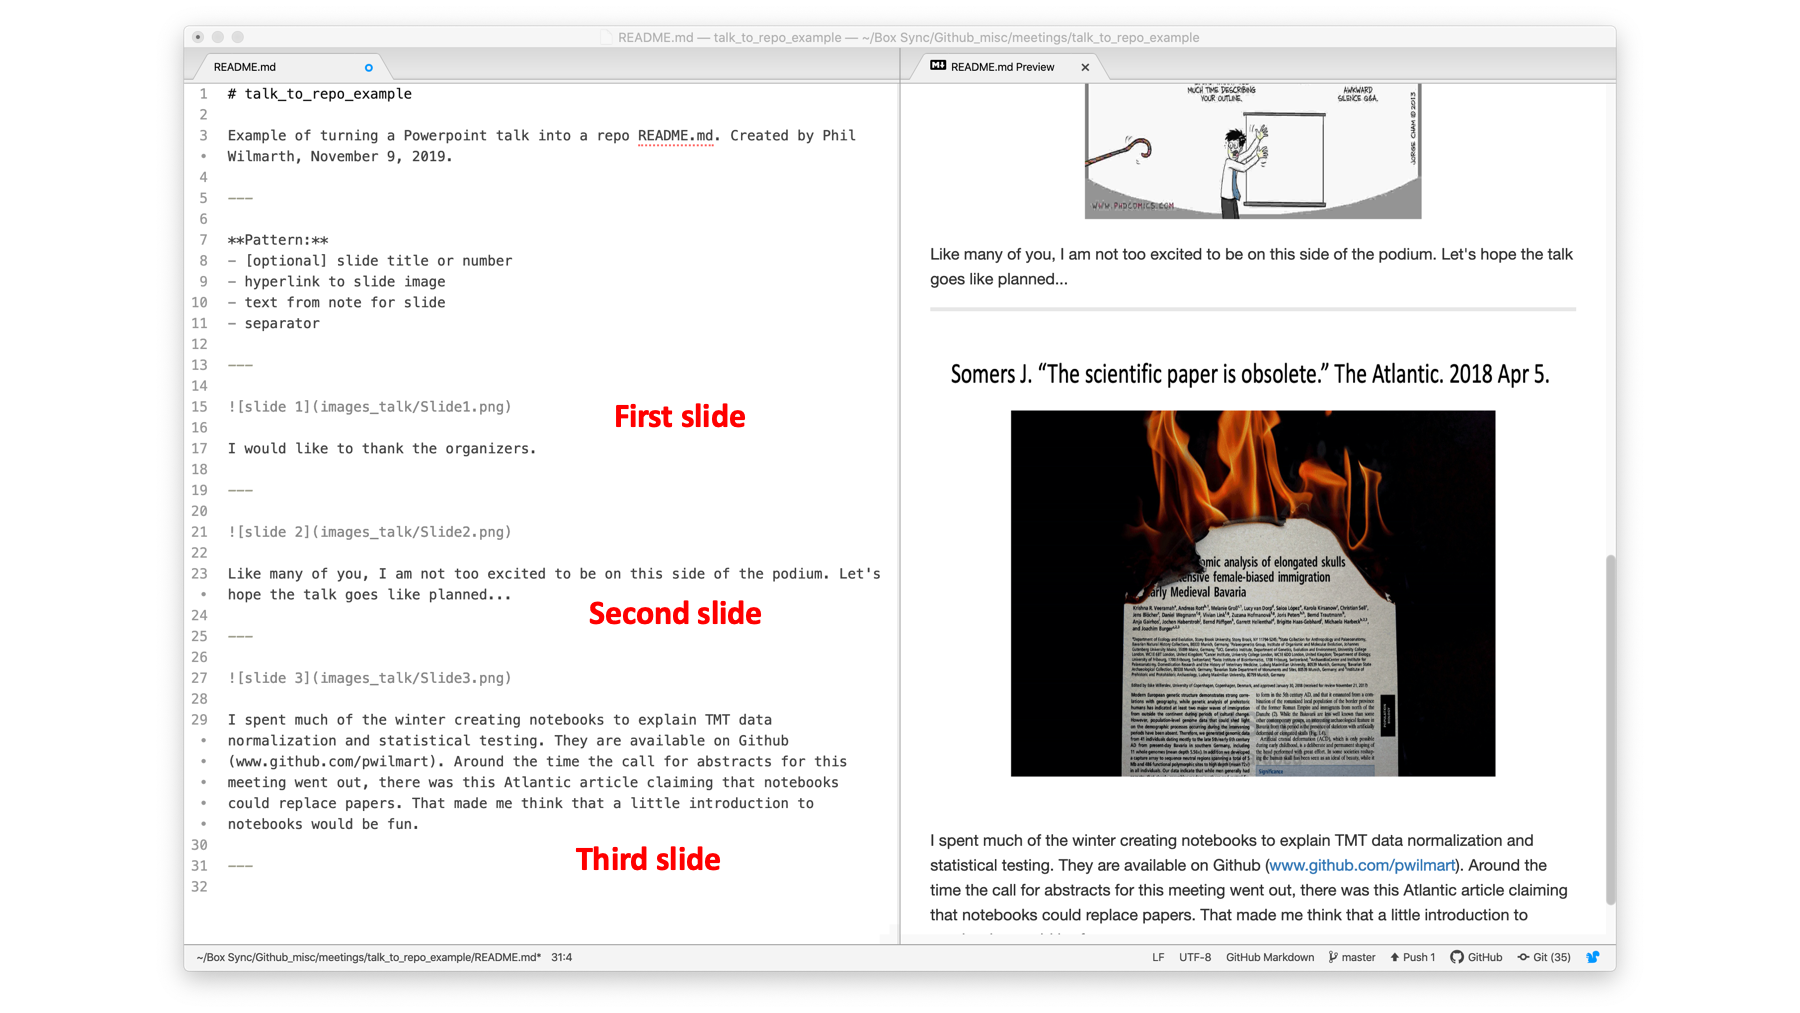 README.md — talk_to_repo_example — ~/Box Sync/Github_misc/meetings/talk_to_repo_example
README.md
1 # talk_to_repo_example
2
3 Example of turning a Powerpoint talk into a repo README.md. Created by Phil
• Wilmarth, November 9, 2019.
4
5 ---
6
7 **Pattern:**
8 - [optional] slide title or number
9 - hyperlink to slide image
10 - text from note for slide
11 - separator
12
13 ---
14
15 ![slide 1](images_talk/Slide1.png)
First slide
16
17 I would like to thank the organizers.
18
19 ---
20
21 ![slide 2](images_talk/Slide2.png)
22
23 Like many of you, I am not too excited to be on this side of the podium. Let's
• hope the talk goes like planned...
Second slide
24
25 ---
26
27 ![slide 3](images_talk/Slide3.png)
28
29 I spent much of the winter creating notebooks to explain TMT data
• normalization and statistical testing. They are available on Github
• (www.github.com/pwilmart). Around the time the call for abstracts for this
• meeting went out, there was this Atlantic article claiming that notebooks
• could replace papers. That made me think that a little introduction to
• notebooks would be fun.
30
Third slide
31 ---
32
README.md Preview
MUCH TIME DESCRIBING
YOUR OUTLINE.
AWKWARD
SILENCE Q&A.
JORGE CHAM © 2013
WWW.PHDCOMICS.COM
Like many of you, I am not too excited to be on this side of the podium. Let's hope the talk
goes like planned...
Somers J. “The scientific paper is obsolete.” The Atlantic. 2018 Apr 5.
omic analysis of elongated skulls
ensive female-biased immigration
arly Medieval Bavaria
and Joachim Burger
Significance
I spent much of the winter creating notebooks to explain TMT data normalization and
statistical testing. They are available on Github (www.github.com/pwilmart). Around the
time the call for abstracts for this meeting went out, there was this Atlantic article claiming
that notebooks could replace papers. That made me think that a little introduction to
~/Box Sync/Github_misc/meetings/talk_to_repo_example/README.md* 31:4
LF UTF-8 GitHub Markdown master Push 1 GitHub Git (35)